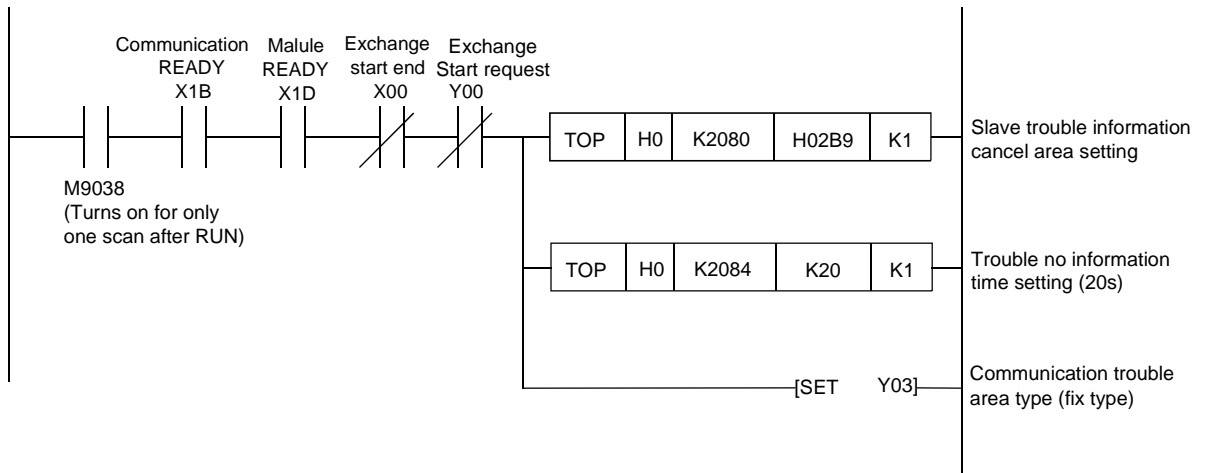 Communication
READY
X1B
Malule
READY
X1D
Exchange
start end
X00
Exchange
Start request
Y00
M9038
(Turns on for only
one scan after RUN)
TOP H0 K2080 H02B9 K1
Slave trouble information
cancel area setting
TOP H0 K2084 K20 K1
Trouble no information
time setting (20s)
[SET Y03]
Communication trouble
area type (fix type)